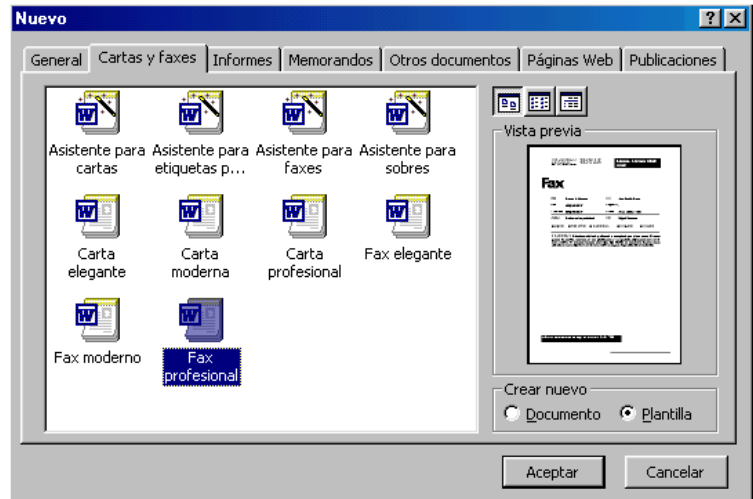 Nuevo
General Cartas y faxes Informes Memorandos Otros documentos Páginas Web Publicaciones
Asistente para cartas
Asistente para etiquetas p...
Asistente para faxes
Asistente para sobres
Carta elegante
Carta moderna
Carta profesional
Fax elegante
Fax moderno
Fax profesional
Vista previa
Fax
Crear nuevo
Documento Plantilla
Aceptar Cancelar